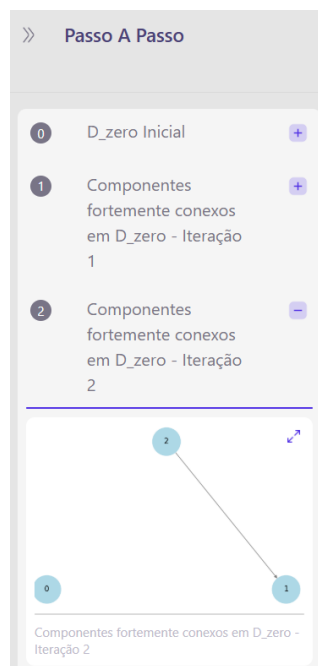 Passo A Passo
0 D_zero Inicial +
1 Componentes
fortemente conexos
em D_zero - Iteração
1
+
2 Componentes
fortemente conexos
em D_zero - Iteração
2
−
2
0
1
Componentes fortemente conexos em D_zero -
Iteração 2